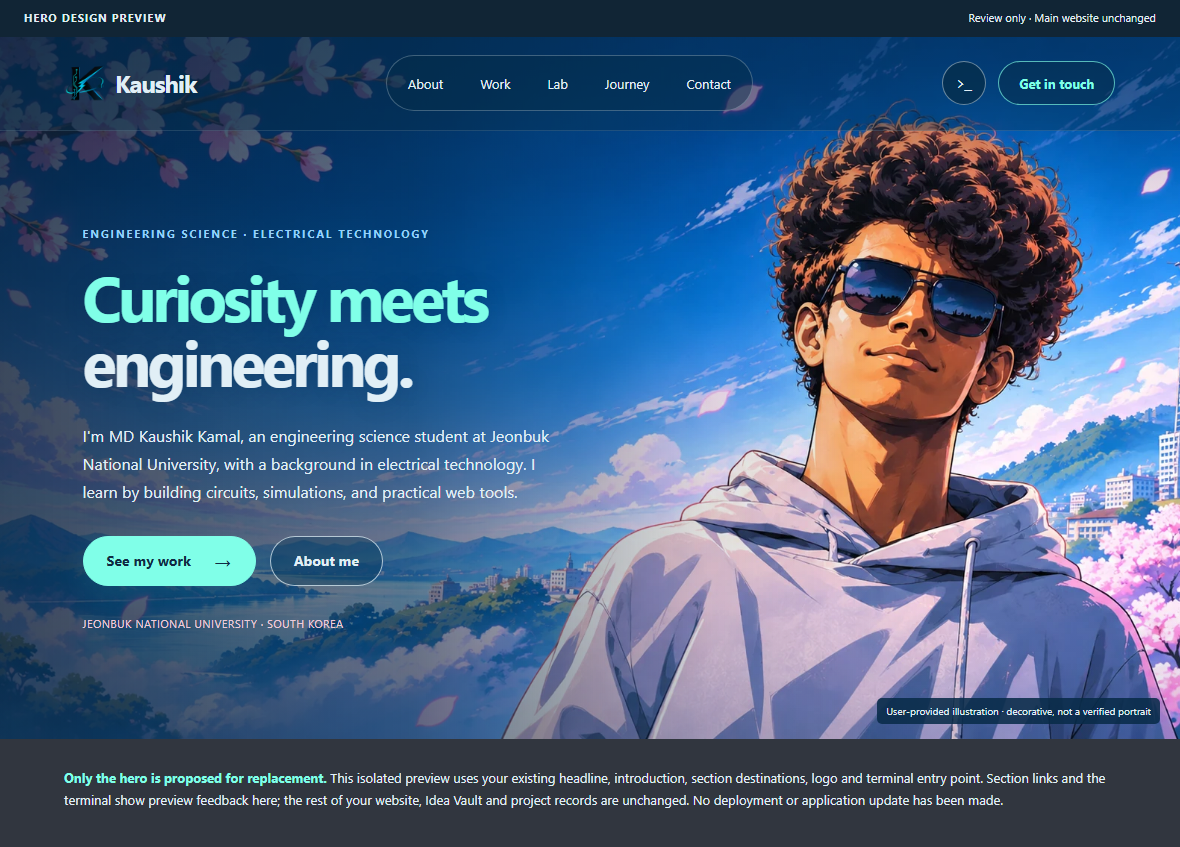 HERO DESIGN PREVIEW
Review only · Main website unchanged
Kaushik
About
Work
Lab
Journey
Contact
>_
Get in touch
ENGINEERING SCIENCE · ELECTRICAL TECHNOLOGY
Curiosity meets
engineering.
I'm MD Kaushik Kamal, an engineering science student at Jeonbuk
National University, with a background in electrical technology. I
learn by building circuits, simulations, and practical web tools.
See my work →
About me
JEONBUK NATIONAL UNIVERSITY · SOUTH KOREA
User-provided illustration · decorative, not a verified portrait
Only the hero is proposed for replacement. This isolated preview uses your existing headline, introduction, section destinations, logo and terminal entry point. Section links and the
terminal show preview feedback here; the rest of your website, Idea Vault and project records are unchanged. No deployment or application update has been made.